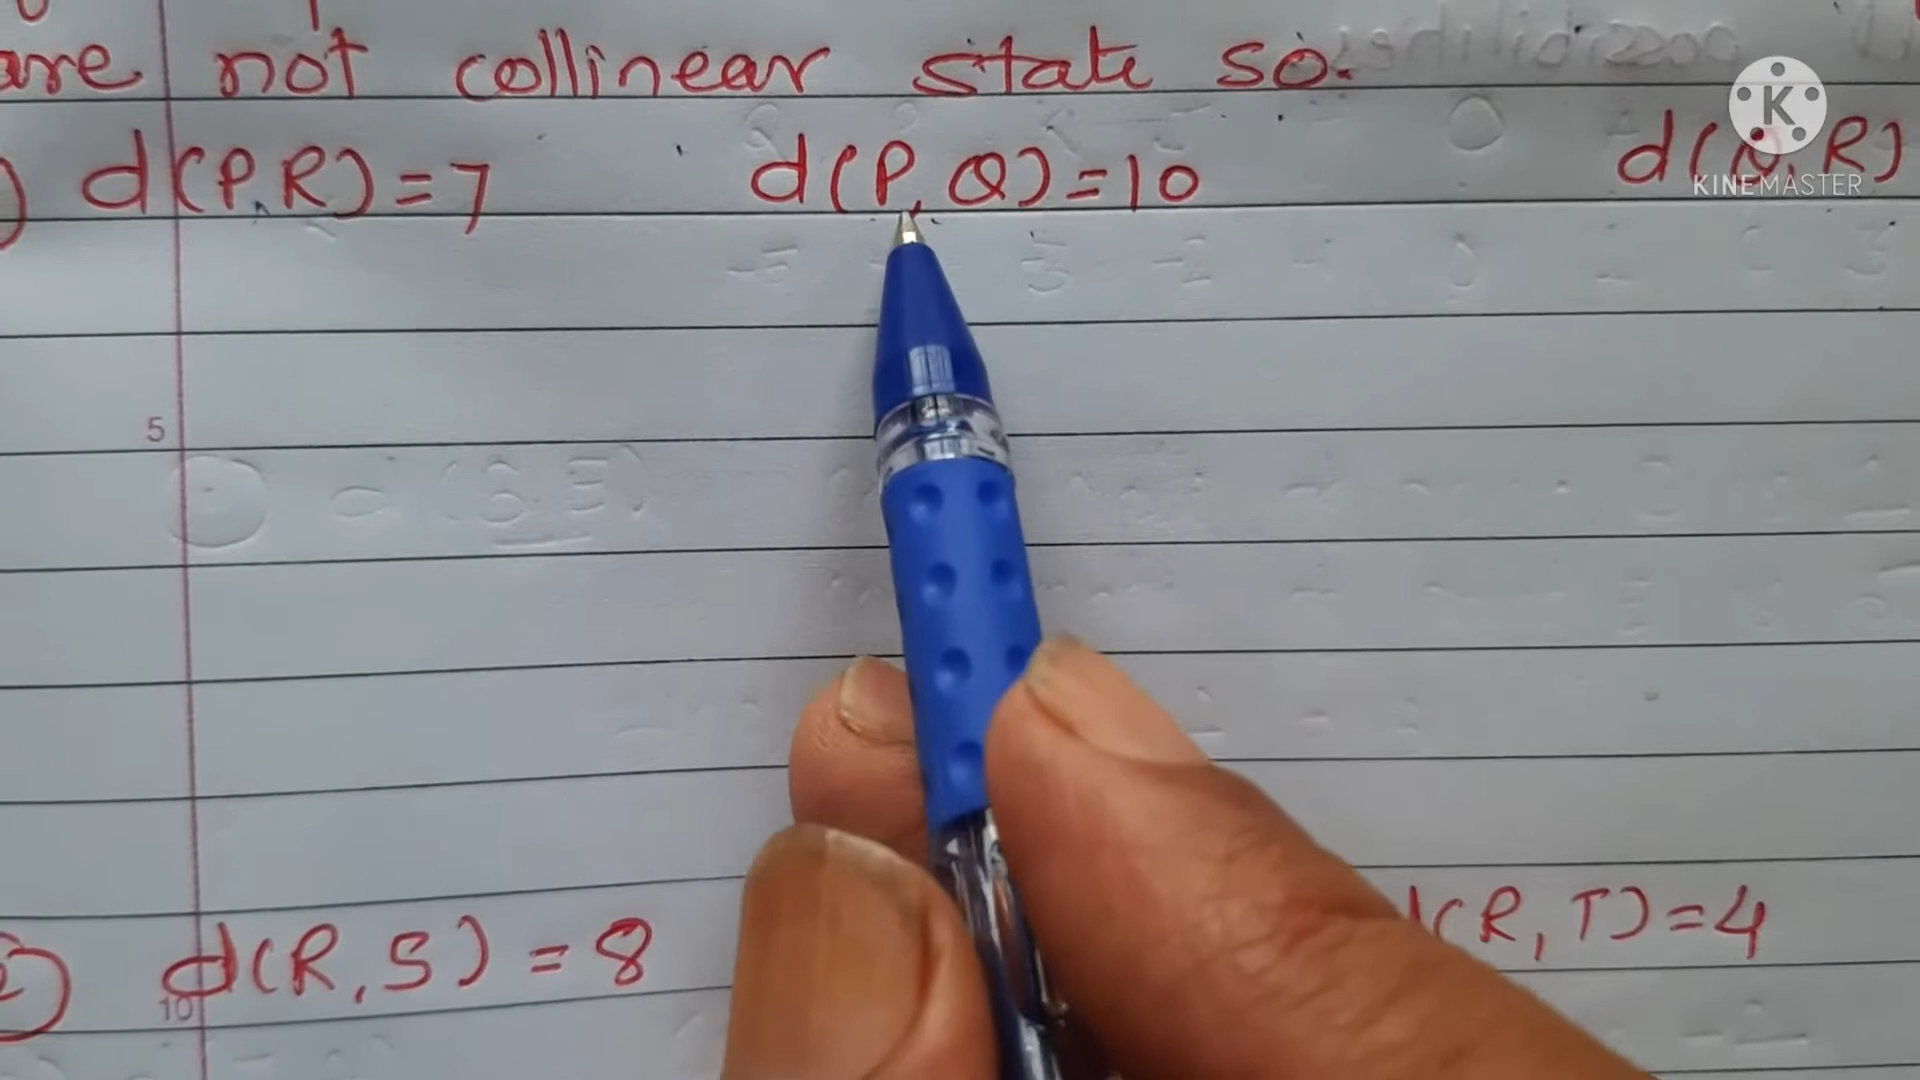 are not collinear state so.
d(P,R)=7 d(P,Q)=10 d(Q,R)
KINEMASTER
5
d(R,S)=8 (R,T)=4
10